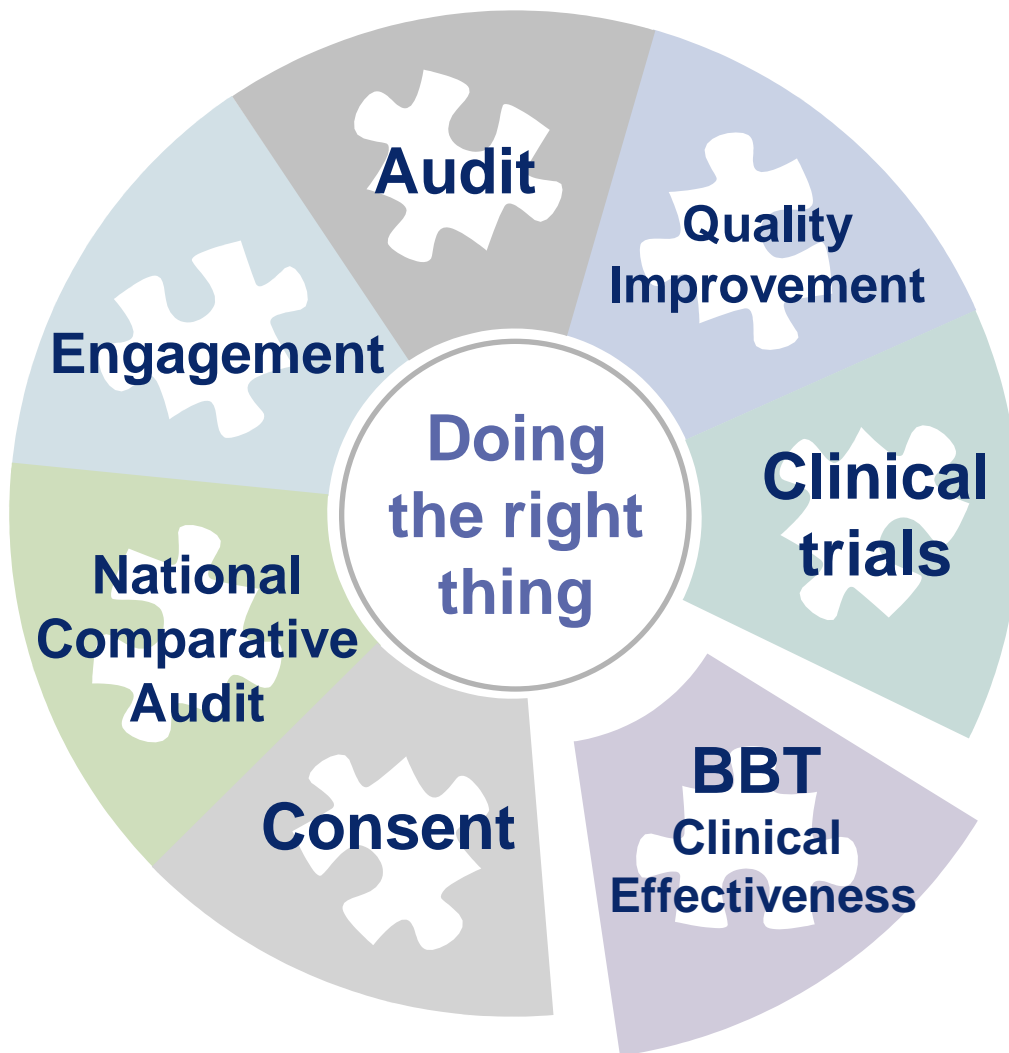 Audit
Quality
Improvement
Engagement
Doing
the right
thing
Clinical
trials
National
Comparative
Audit
Consent
BBT
Clinical
Effectiveness